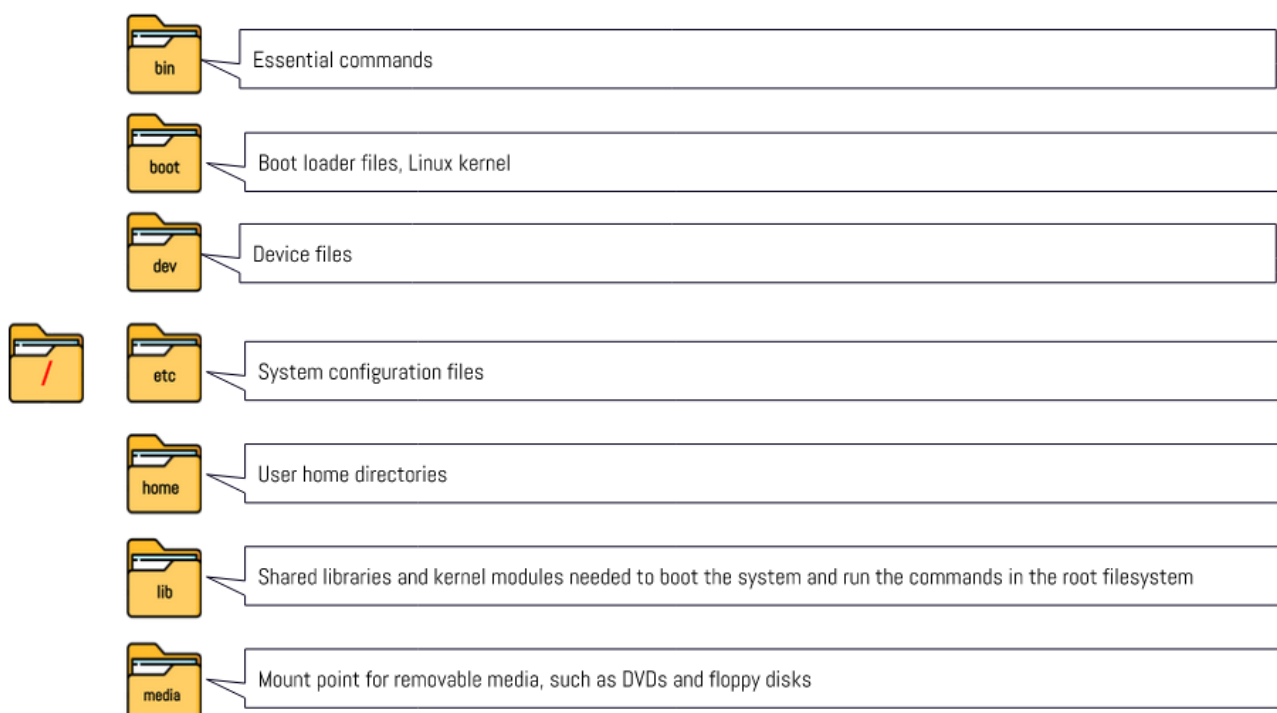 bin
Essential commands
boot
Boot loader files, Linux kernel
dev
Device files
/
etc
System configuration files
home
User home directories
lib
Shared libraries and kernel modules needed to boot the system and run the commands in the root filesystem
media
Mount point for removable media, such as DVDs and floppy disks